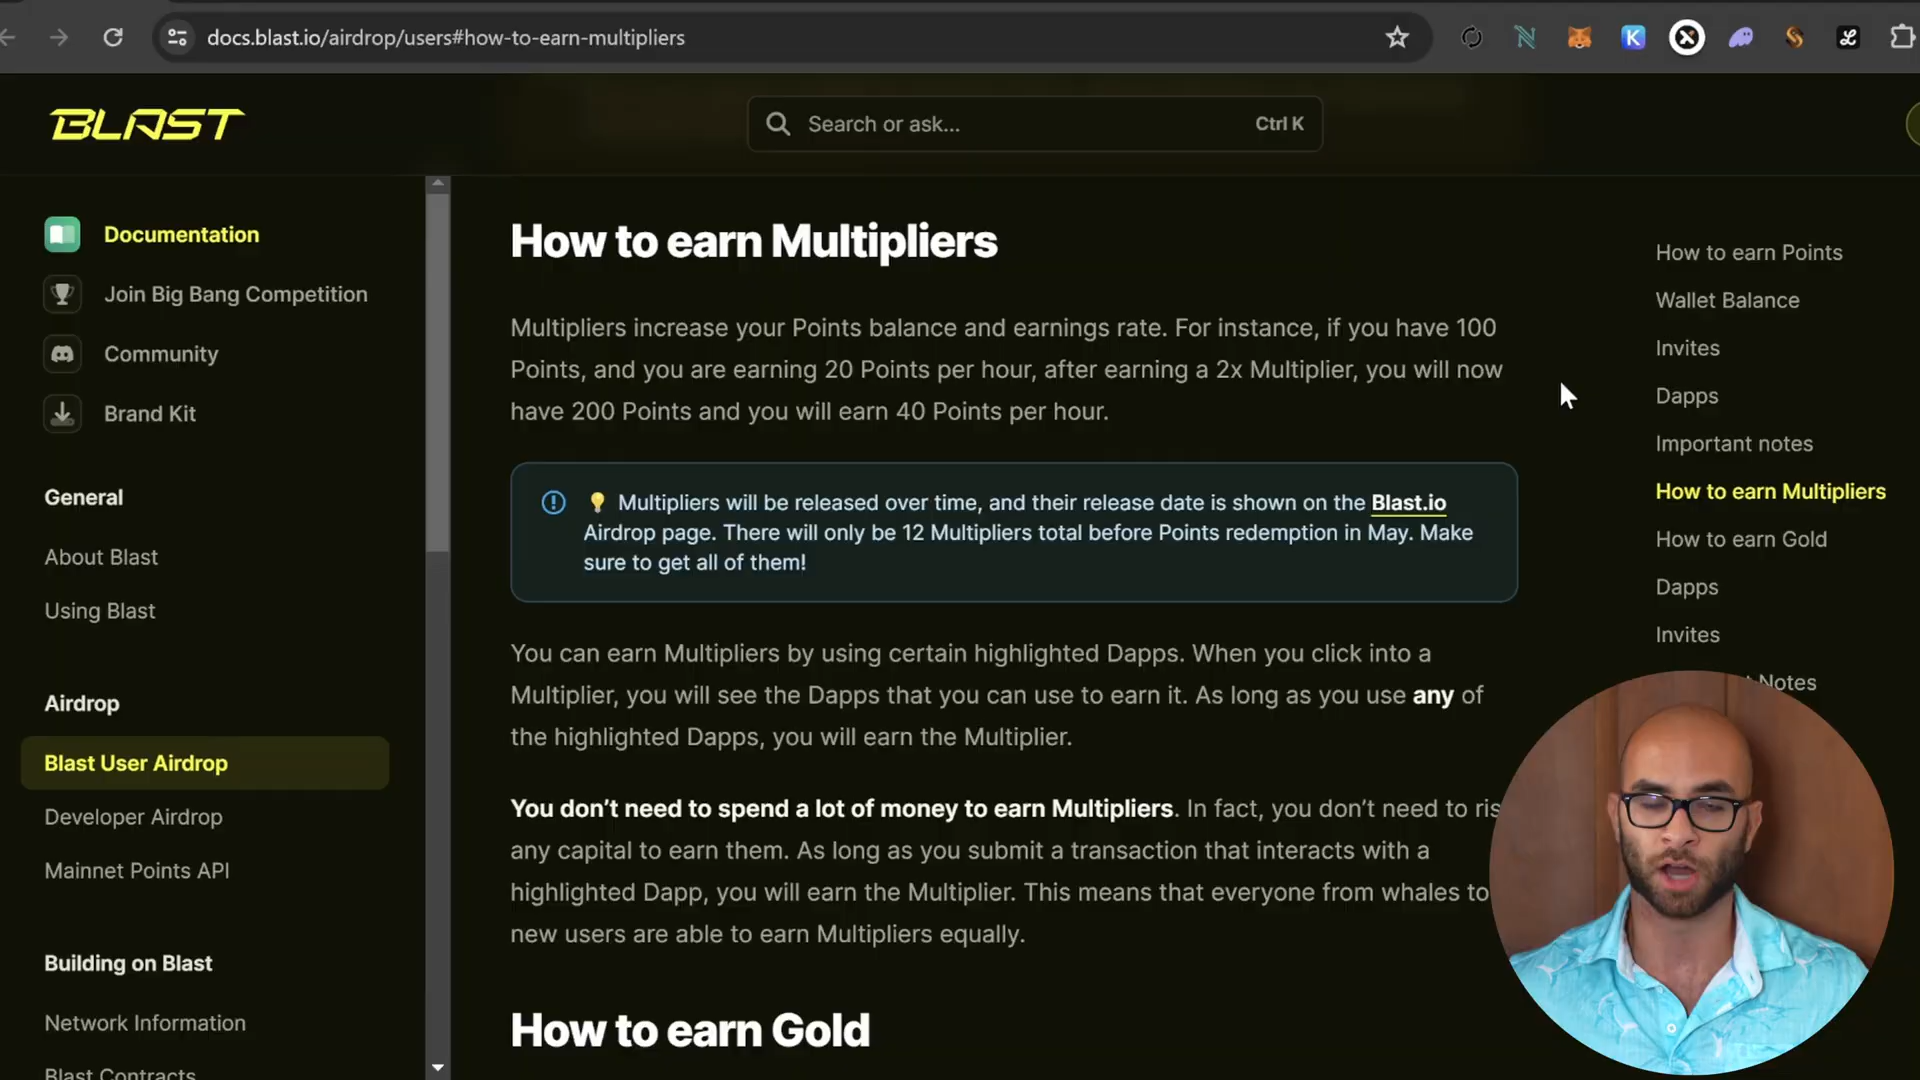 docs.blast.io/airdrop/users#how-to-earn-multipliers
BLAST
Search or ask...
Ctrl K
Documentation
Join Big Bang Competition
Community
Brand Kit
General
About Blast
Using Blast
Airdrop
Blast User Airdrop
Developer Airdrop
Mainnet Points API
Building on Blast
Network Information
Blast Contracts
How to earn Multipliers
Multipliers increase your Points balance and earnings rate. For instance, if you have 100
Points, and you are earning 20 Points per hour, after earning a 2x Multiplier, you will now
have 200 Points and you will earn 40 Points per hour.
Multipliers will be released over time, and their release date is shown on the Blast.io
Airdrop page. There will only be 12 Multipliers total before Points redemption in May. Make
sure to get all of them!
You can earn Multipliers by using certain highlighted Dapps. When you click into a
Multiplier, you will see the Dapps that you can use to earn it. As long as you use any of
the highlighted Dapps, you will earn the Multiplier.
You don't need to spend a lot of money to earn Multipliers. In fact, you don't need to ris
any capital to earn them. As long as you submit a transaction that interacts with a
highlighted Dapp, you will earn the Multiplier. This means that everyone from whales to
new users are able to earn Multipliers equally.
How to earn Gold
How to earn Points
Wallet Balance
Invites
Dapps
Important notes
How to earn Multipliers
How to earn Gold
Dapps
Invites
Notes